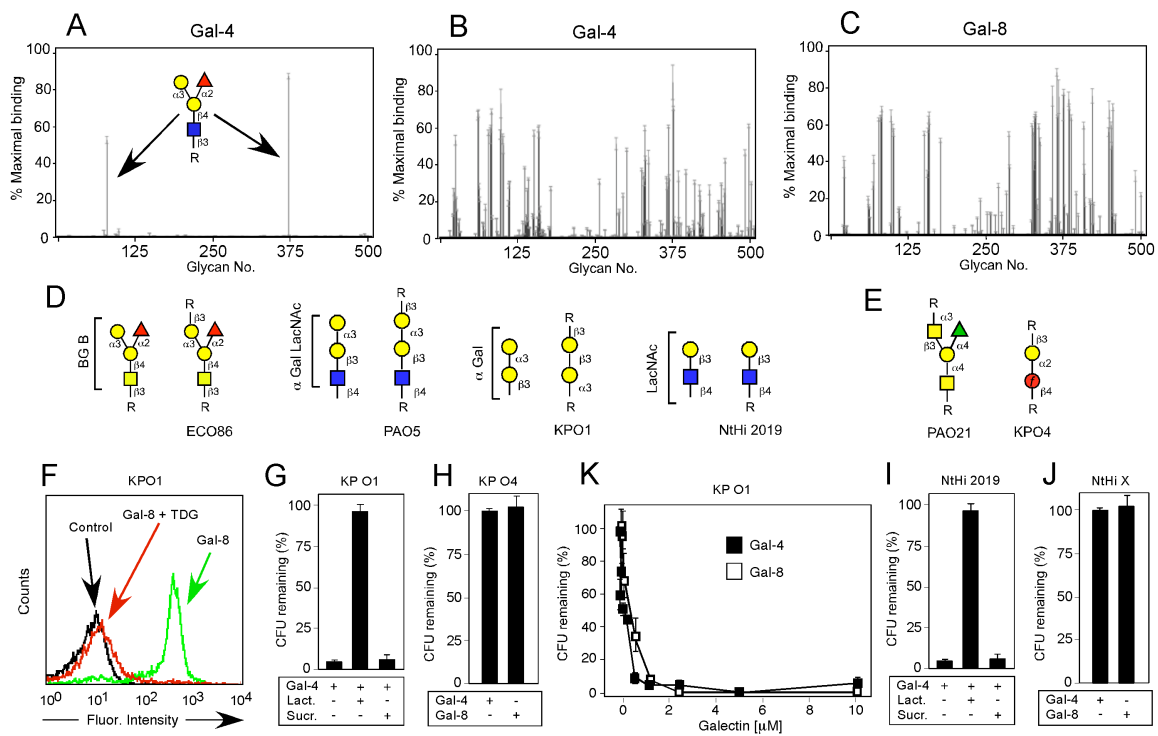 A
Gal-4
% Maximal binding
100
80
60
40
20
0
α3
α2
β4
β3
R
125
250
375
500
Glycan No.
B
Gal-4
% Maximal binding
100
80
60
40
20
0
125
250
375
500
Glycan No.
C
Gal-8
% Maximal binding
100
80
60
40
20
0
125
250
375
500
Glycan No.
D
BG B
α3
α2
β4
β3
R
R
β3
α3
α2
β4
β3
R
ECO86
α Gal LacNAc
α3
β3
β4
R
β3
α3
β3
β4
R
PAO5
α Gal
α3
β3
R
β3
α3
R
KPO1
LacNAc
β3
β4
β3
β4
R
NtHi 2019
E
R
α3
β3
α4
α4
R
PAO21
R
β3
α2
β4
R
KPO4
F
KPO1
Counts
Control
Gal-8 + TDG
Gal-8
10⁰ 10¹ 10² 10³ 10⁴
Fluor. Intensity
G
KP O1
CFU remaining (%)
100
75
50
25
0
Gal-4 + + +
Lact. - + -
Sucr. - - +
H
KP O4
CFU remaining (%)
100
75
50
25
0
Gal-4 + -
Gal-8 - +
K
KP O1
CFU remaining (%)
100
80
60
40
20
0
Gal-4
Gal-8
0 2 4 6 8 10
Galectin [μM]
I
NtHi 2019
CFU remaining (%)
100
75
50
25
0
Gal-4 + + +
Lact. - + -
Sucr. - - +
J
NtHi X
CFU remaining (%)
100
75
50
25
0
Gal-4 + -
Gal-8 - +